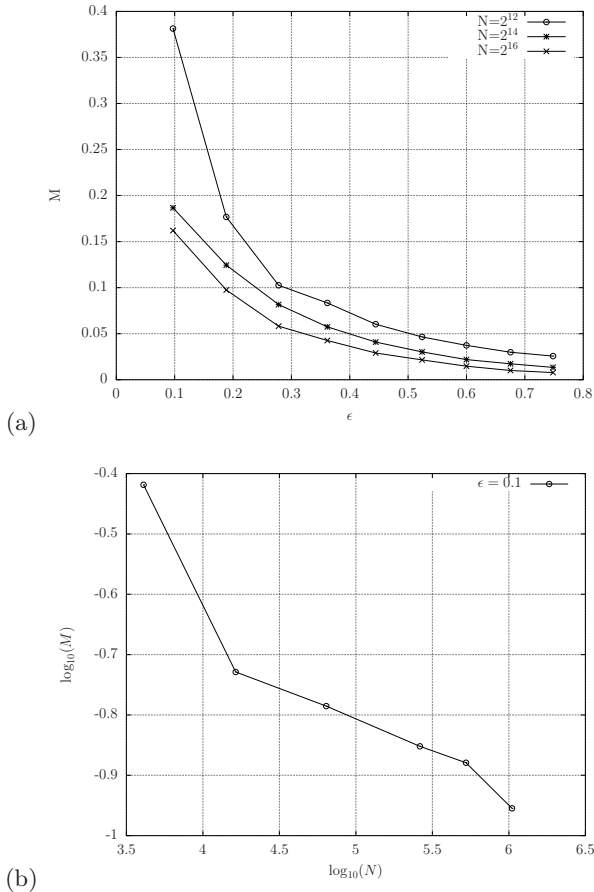 0.4
0.35
0.3
0.25
0.2
0.15
0.1
0.05
0
M
N=2^12
N=2^14
N=2^16
0 0.1 0.2 0.3 0.4 0.5 0.6 0.7 0.8
ϵ
(a)
-0.4
-0.5
-0.6
-0.7
-0.8
-0.9
-1
log₁₀(M)
ϵ = 0.1
3.5 4 4.5 5 5.5 6 6.5
log₁₀(N)
(b)